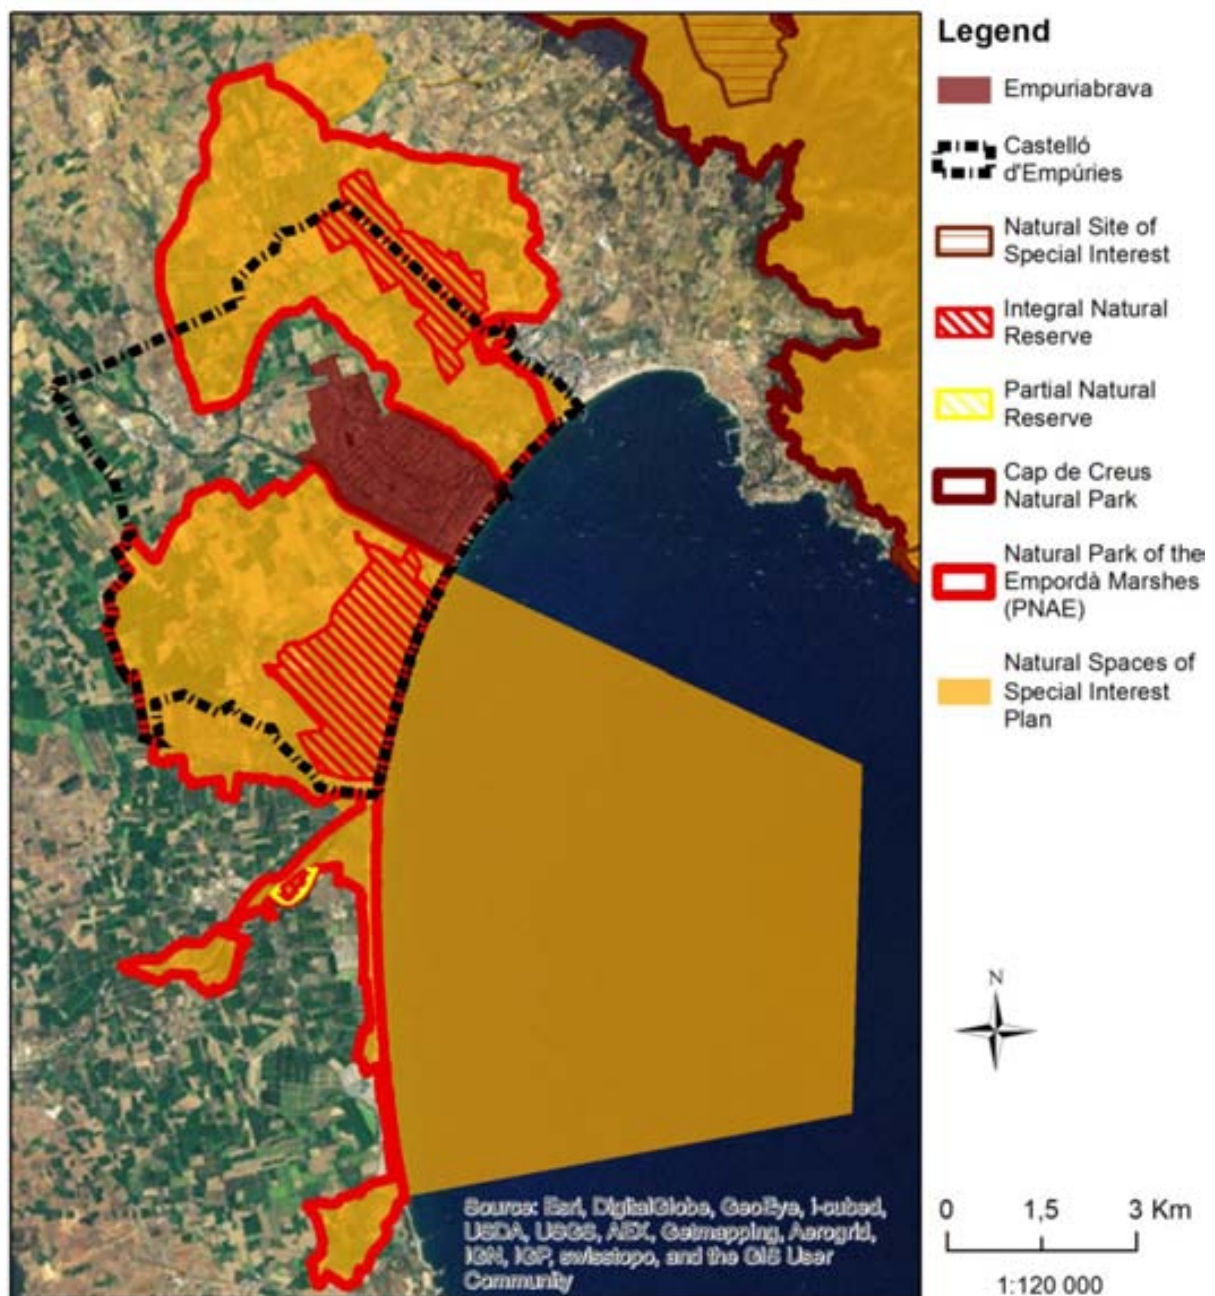 Legend
Empuriabrava
Castelló
d'Empúries
Natural Site of
Special Interest
Integral Natural
Reserve
Partial Natural
Reserve
Cap de Creus
Natural Park
Natural Park of the
Empordà Marshes
(PNAE)
Natural Spaces of
Special Interest
Plan
N
0 1,5 3 Km
1:120 000
Source: Esri, DigitalGlobe, GeoEye, i-cubed,
USDA, USGS, AEX, Getmapping, Aerogrid,
IGN, IGP, swisstopo, and the GIS User
Community